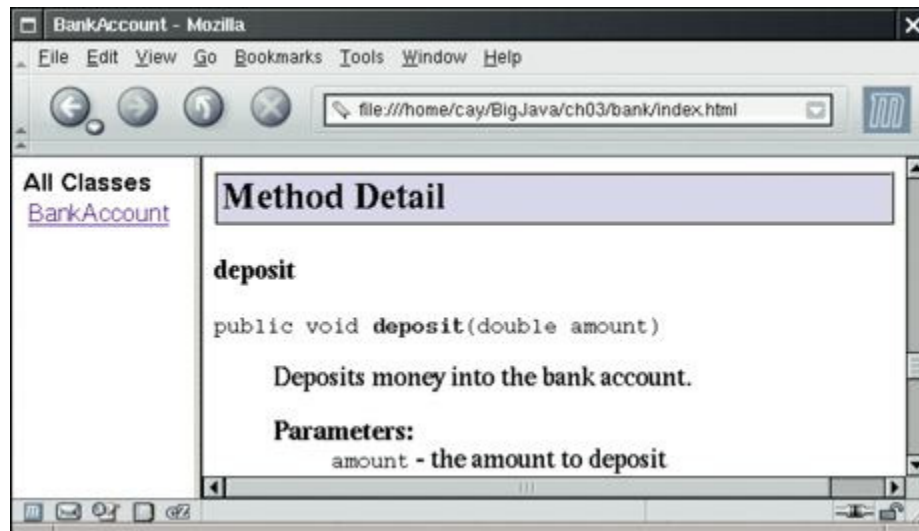 BankAccount - Mozilla
File Edit View Go Bookmarks Tools Window Help
file:///home/cay/BigJava/ch03/bank/index.html
All Classes
BankAccount
Method Detail
deposit
public void deposit(double amount)
Deposits money into the bank account.
Parameters:
amount - the amount to deposit